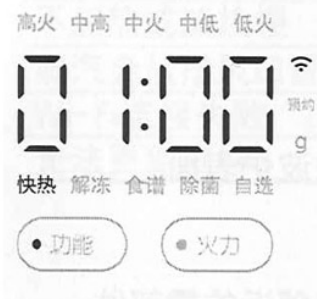 高火 中高 中火 中低 低火
01:00
预约
g
快热 解冻 食谱 除菌 自选
功能 火力